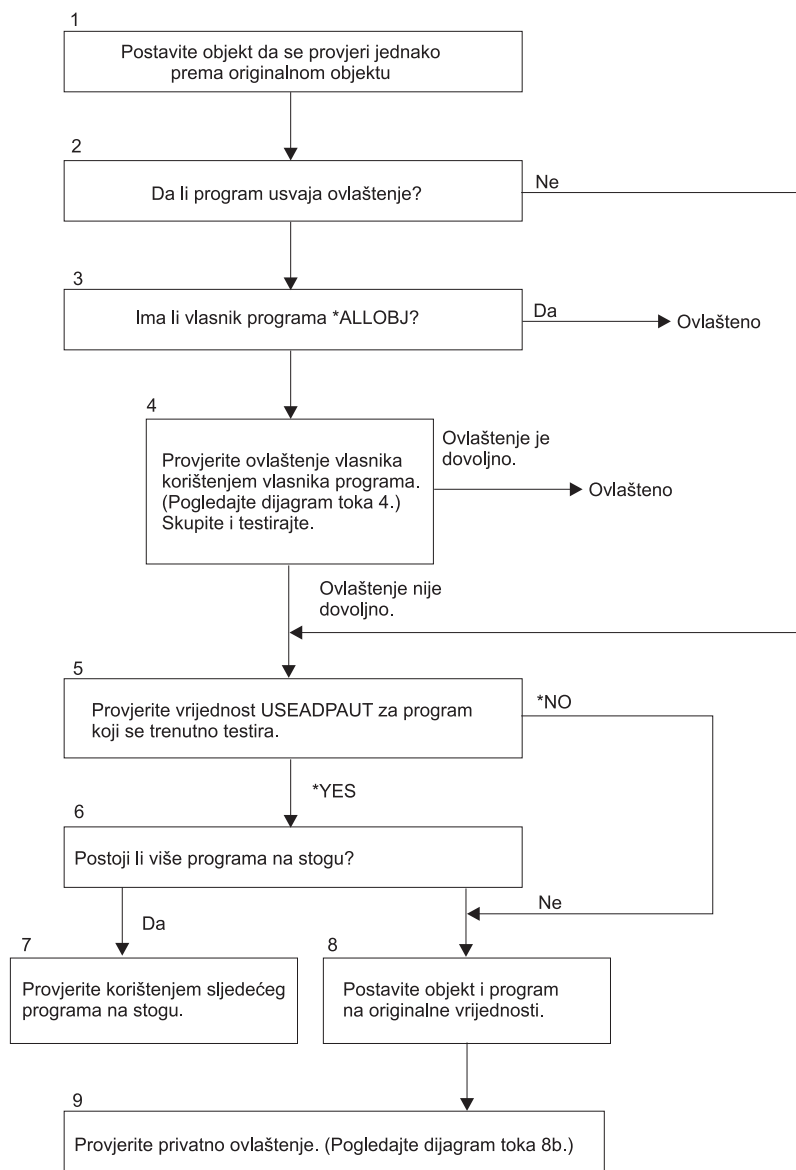 1
Postavite objekt da se provjeri jednako
prema originalnom objektu
2
Da li program usvaja ovlaštenje?
Ne
3
Ima li vlasnik programa *ALLOBJ?
Da
Ovlašteno
4
Provjerite ovlaštenje vlasnika
korištenjem vlasnika programa.
(Pogledajte dijagram toka 4.)
Skupite i testirajte.
Ovlaštenje je
dovoljno.
Ovlašteno
Ovlaštenje nije
dovoljno.
5
Provjerite vrijednost USEADPAUT za program
koji se trenutno testira.
*NO
*YES
6
Postoji li više programa na stogu?
Da
Ne
7
Provjerite korištenjem sljedećeg
programa na stogu.
8
Postavite objekt i program
na originalne vrijednosti.
9
Provjerite privatno ovlaštenje. (Pogledajte dijagram toka 8b.)